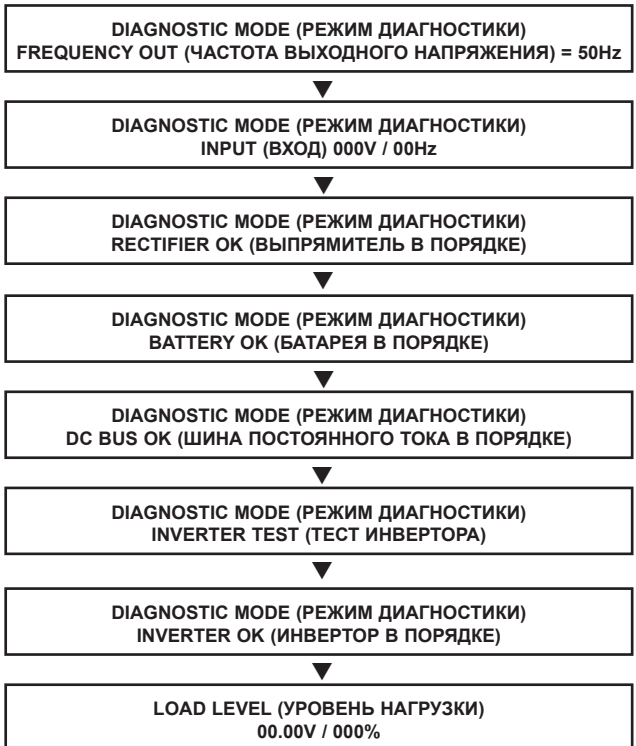 DIAGNOSTIC MODE (РЕЖИМ ДИАГНОСТИКИ)
FREQUENCY OUT (ЧАСТОТА ВЫХОДНОГО НАПРЯЖЕНИЯ) = 50Hz
DIAGNOSTIC MODE (РЕЖИМ ДИАГНОСТИКИ)
INPUT (ВХОД) 000V / 00Hz
DIAGNOSTIC MODE (РЕЖИМ ДИАГНОСТИКИ)
RECTIFIER OK (ВЫПРЯМИТЕЛЬ В ПОРЯДКЕ)
DIAGNOSTIC MODE (РЕЖИМ ДИАГНОСТИКИ)
BATTERY OK (БАТАРЕЯ В ПОРЯДКЕ)
DIAGNOSTIC MODE (РЕЖИМ ДИАГНОСТИКИ)
DC BUS OK (ШИНА ПОСТОЯННОГО ТОКА В ПОРЯДКЕ)
DIAGNOSTIC MODE (РЕЖИМ ДИАГНОСТИКИ)
INVERTER TEST (ТЕСТ ИНВЕРТОРА)
DIAGNOSTIC MODE (РЕЖИМ ДИАГНОСТИКИ)
INVERTER OK (ИНВЕРТОР В ПОРЯДКЕ)
LOAD LEVEL (УРОВЕНЬ НАГРУЗКИ)
00.00V / 000%